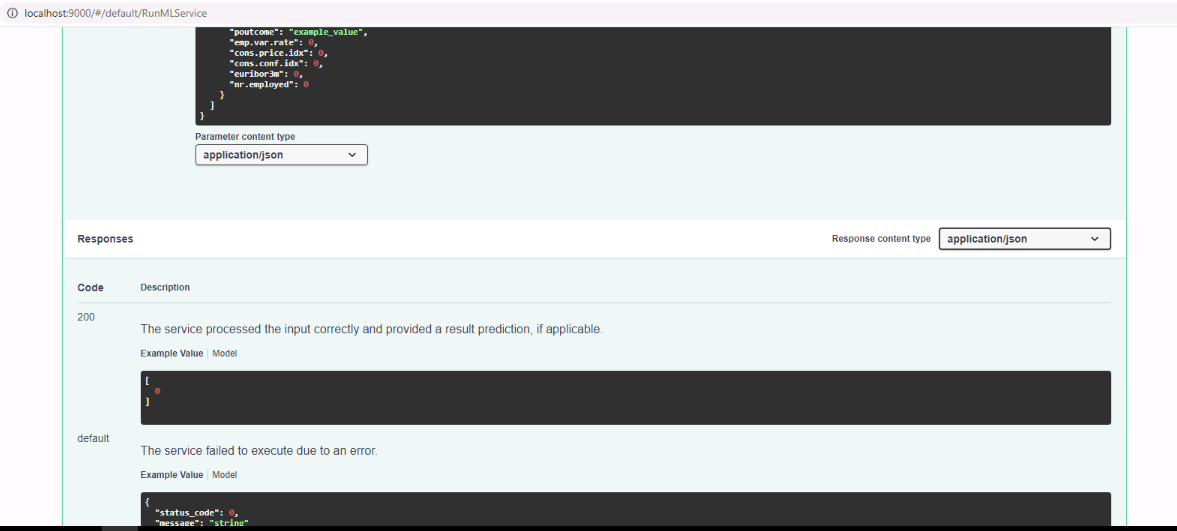 localhost:9000/#/default/RunMLService
"poutcome": "example_value",
"emp.var.rate": 0,
"cons.price.idx": 0,
"cons.conf.idx": 0,
"euribor3m": 0,
"nr.employed": 0
}
]
}
Parameter content type
application/json
Responses
Response content type application/json
Code Description
200
The service processed the input correctly and provided a result prediction, if applicable.
Example Value | Model
[
0
]
default
The service failed to execute due to an error.
Example Value | Model
{
"status_code": 0,
"message": "string"